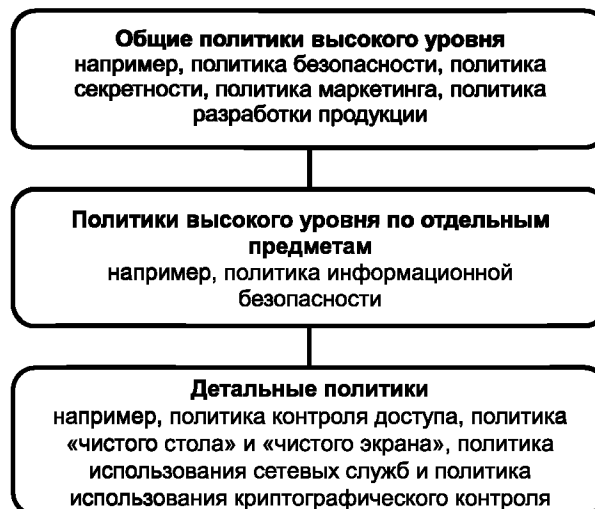 Общие политики высокого уровня
например, политика безопасности, политика
секретности, политика маркетинга, политика
разработки продукции
Политики высокого уровня по отдельным
предметам
например, политика информационной
безопасности
Детальные политики
например, политика контроля доступа, политика
«чистого стола» и «чистого экрана», политика
использования сетевых служб и политика
использования криптографического контроля